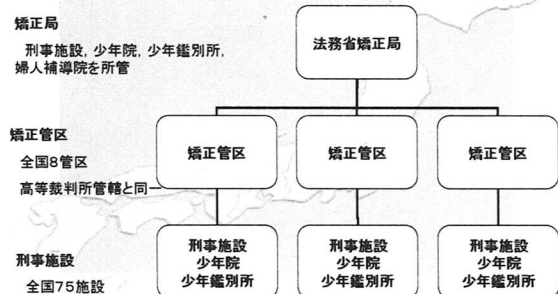 矯正局
刑事施設, 少年院, 少年鑑別所,
婦人補導院を所管
法務省矯正局
矯正管区
全国8管区
高等裁判所管轄と同一
矯正管区
矯正管区
矯正管区
刑事施設
全国75施設
刑事施設
少年院
少年鑑別所
刑事施設
少年院
少年鑑別所
刑事施設
少年院
少年鑑別所